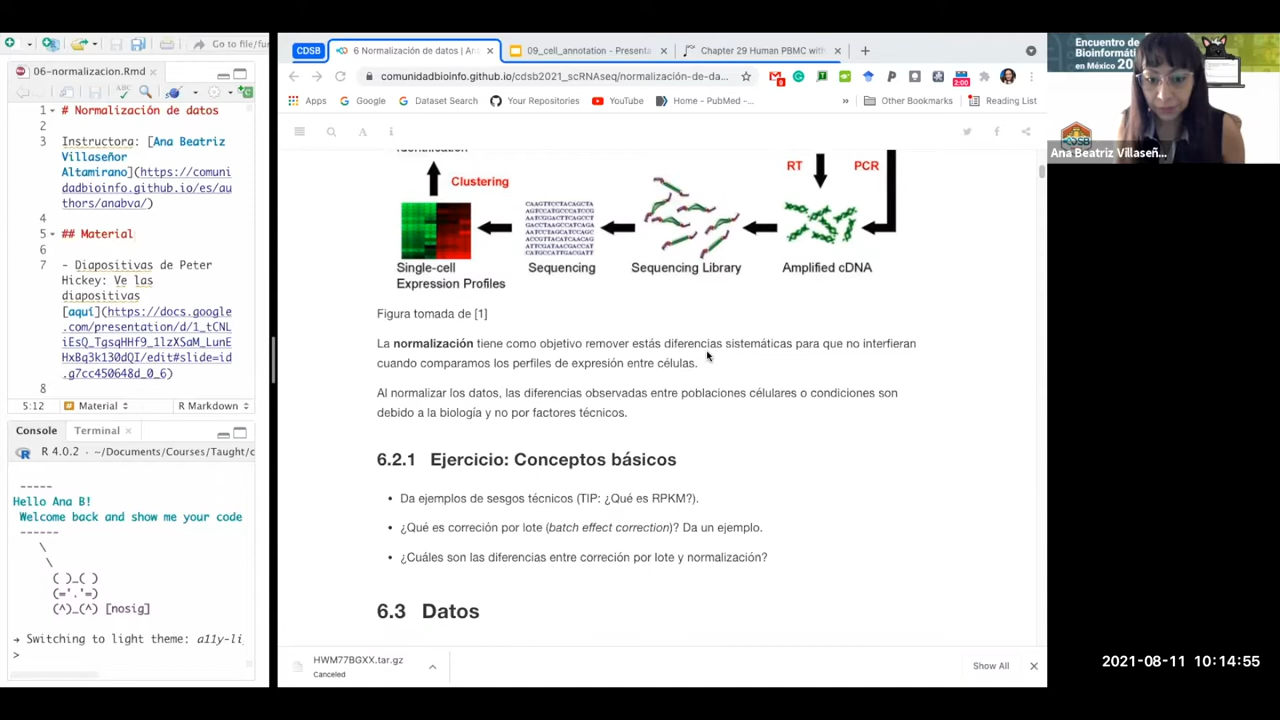 Go to file/fu
06-normalizacion.Rmd
1 # Normalización de datos
2
3 Instructora: [Ana Beatriz
Villaseñor
Altamirano](https://comuni
dadbioinfo.github.io/es/au
thors/anabva/)
4
5 ## Material
6
7 - Diapositivas de Peter
Hickey: Ve las
diapositivas
[aquí](https://docs.google
.com/presentation/d/1_tCNL
iEsQ_TgsqHHf9_1lzXSaM_LunE
HxBq3k130dQI/edit#slide=id
.g7cc450648d_0_6)
8
5:12 Material R Markdown
Console Terminal
R 4.0.2 · ~/Documents/Courses/Taught/c
-----
Hello Ana B!
Welcome back and show me your code
------
\
\
( )_( )
(='.'=)
(^)_(^) [nosig]
→ Switching to light theme: a11y-li
>
CDSB
6 Normalización de datos | An
09_cell_annotation - Presenta
Chapter 29 Human PBMC with
comunidadbioinfo.github.io/cdsb2021_scRNAseq/normalización-de-da...
2:00
Apps Google Dataset Search Your Repositories YouTube Home - PubMed -... » Other Bookmarks Reading List
Identification
Clustering
RT PCR
CAAGTTCCTACAGCTA
Single-cell
Expression Profiles
Sequencing
Sequencing Library
Amplified cDNA
Figura tomada de [1]
La normalización tiene como objetivo remover estás diferencias sistemáticas para que no interfieran
cuando comparamos los perfiles de expresión entre células.
Al normalizar los datos, las diferencias observadas entre poblaciones célulares o condiciones son
debido a la biología y no por factores técnicos.
6.2.1 Ejercicio: Conceptos básicos
• Da ejemplos de sesgos técnicos (TIP: ¿Qué es RPKM?).
• ¿Qué es correción por lote (batch effect correction)? Da un ejemplo.
• ¿Cuáles son las diferencias entre correción por lote y normalización?
6.3 Datos
HWM77BGXX.tar.gz
Canceled
Show All
Encuentro de
Bioinformáti
en México 20
CDSB
Ana Beatriz Villaseñ...
2021-08-11 10:14:55